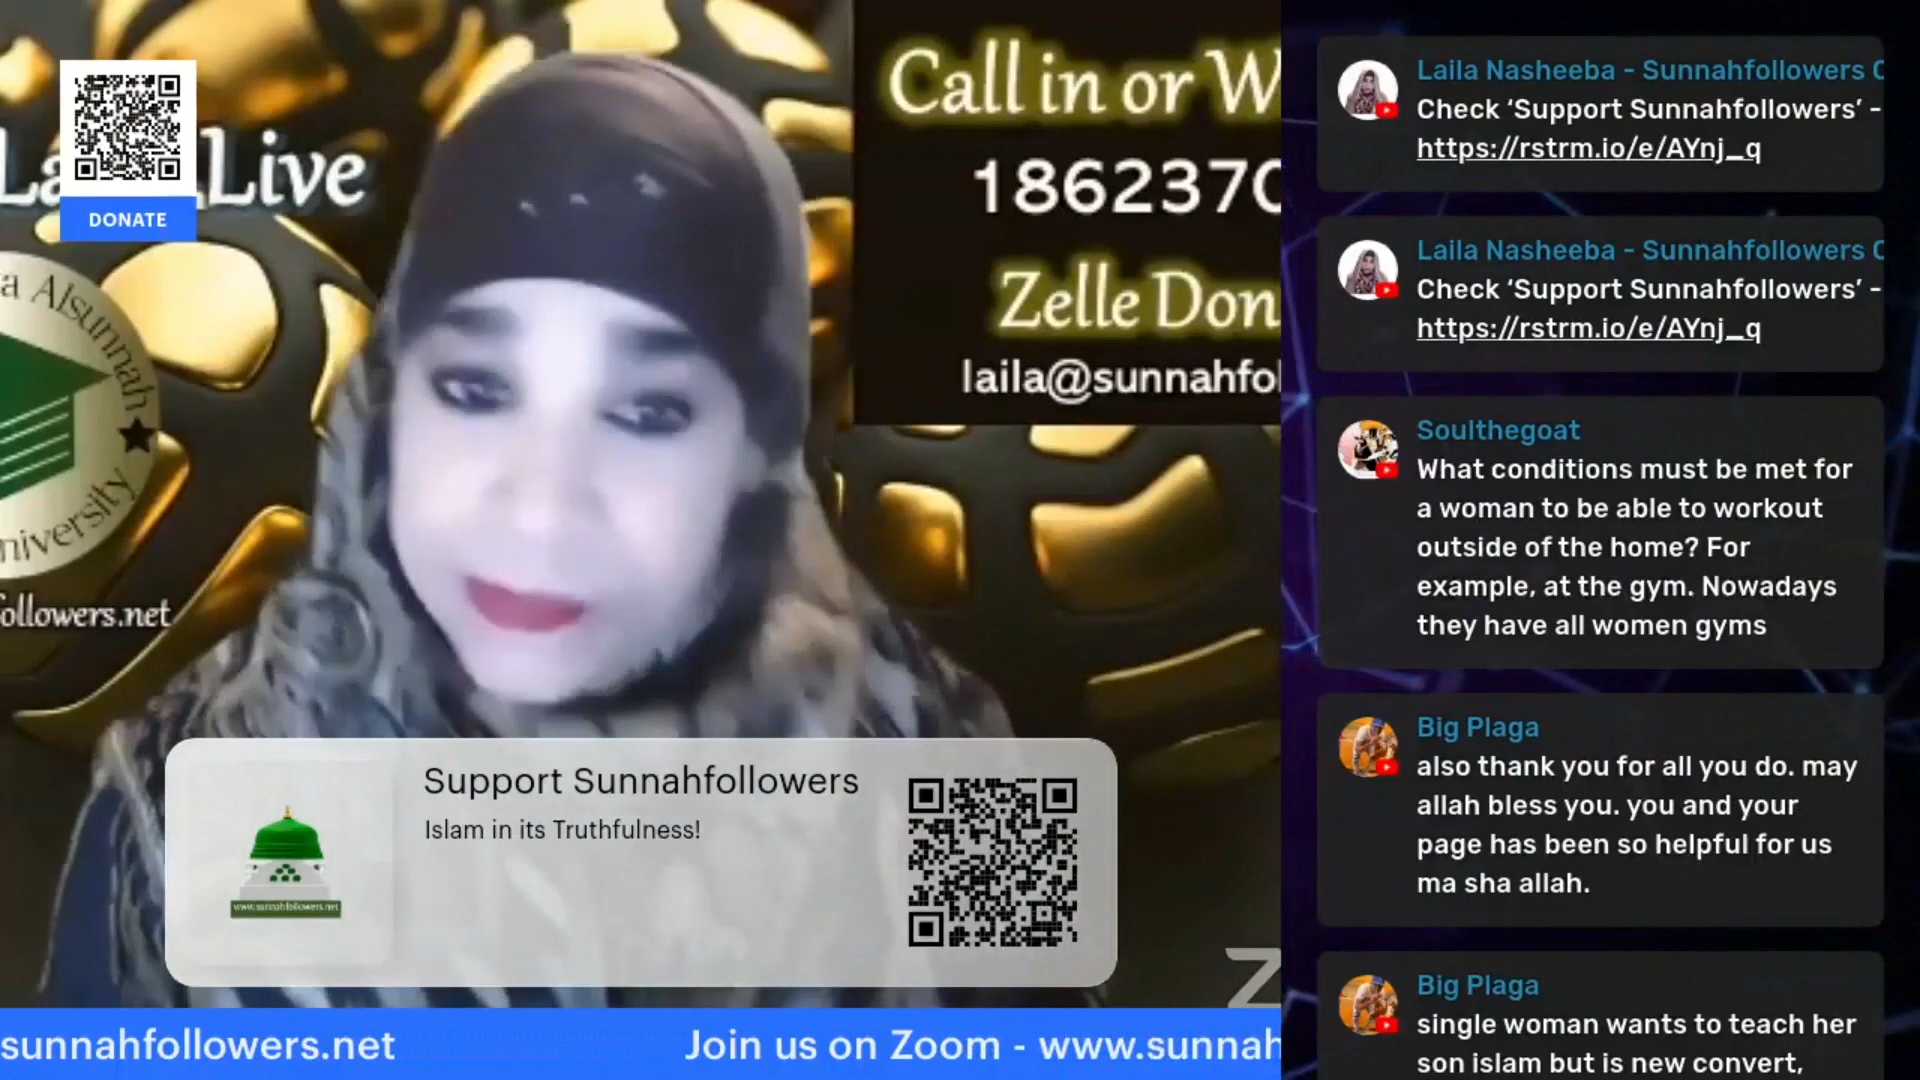 La Live
DONATE
a Alsunnah
niversity
ollowers.net
Call in or W
1862370
Zelle Don
laila@sunnahfol
Support Sunnahfollowers
Islam in its Truthfulness!
www.sunnahfollowers.net
Z
sunnahfollowers.net
Join us on Zoom - www.sunnah
Laila Nasheeba - Sunnahfollowers C
Check ‘Support Sunnahfollowers’ -
https://rstrm.io/e/AYnj_q
Laila Nasheeba - Sunnahfollowers C
Check ‘Support Sunnahfollowers’ -
https://rstrm.io/e/AYnj_q
Soulthegoat
What conditions must be met for
a woman to be able to workout
outside of the home? For
example, at the gym. Nowadays
they have all women gyms
Big Plaga
also thank you for all you do. may
allah bless you. you and your
page has been so helpful for us
ma sha allah.
Big Plaga
single woman wants to teach her
son islam but is new convert,